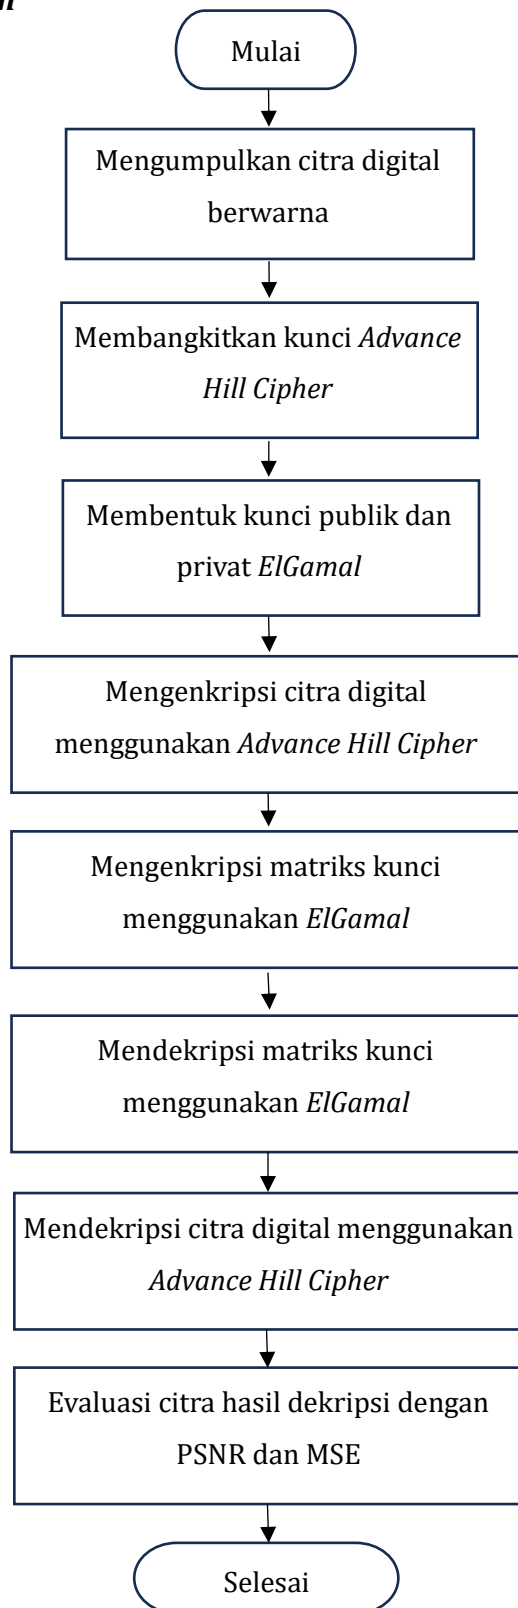 n
Mulai
Mengumpulkan citra digital
berwarna
Membangkitkan kunci Advance
Hill Cipher
Membentuk kunci publik dan
privat ElGamal
Mengenkripsi citra digital
menggunakan Advance Hill Cipher
Mengenkripsi matriks kunci
menggunakan ElGamal
Mendekripsi matriks kunci
menggunakan ElGamal
Mendekripsi citra digital menggunakan
Advance Hill Cipher
Evaluasi citra hasil dekripsi dengan
PSNR dan MSE
Selesai